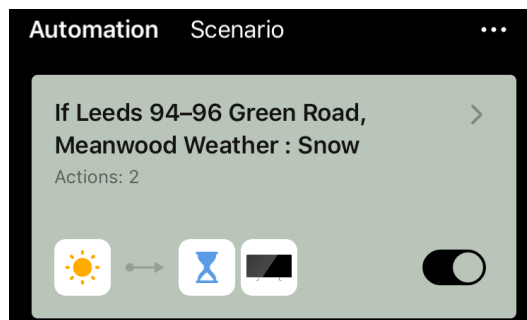 Automation Scenario
If Leeds 94–96 Green Road,
Meanwood Weather : Snow
Actions: 2